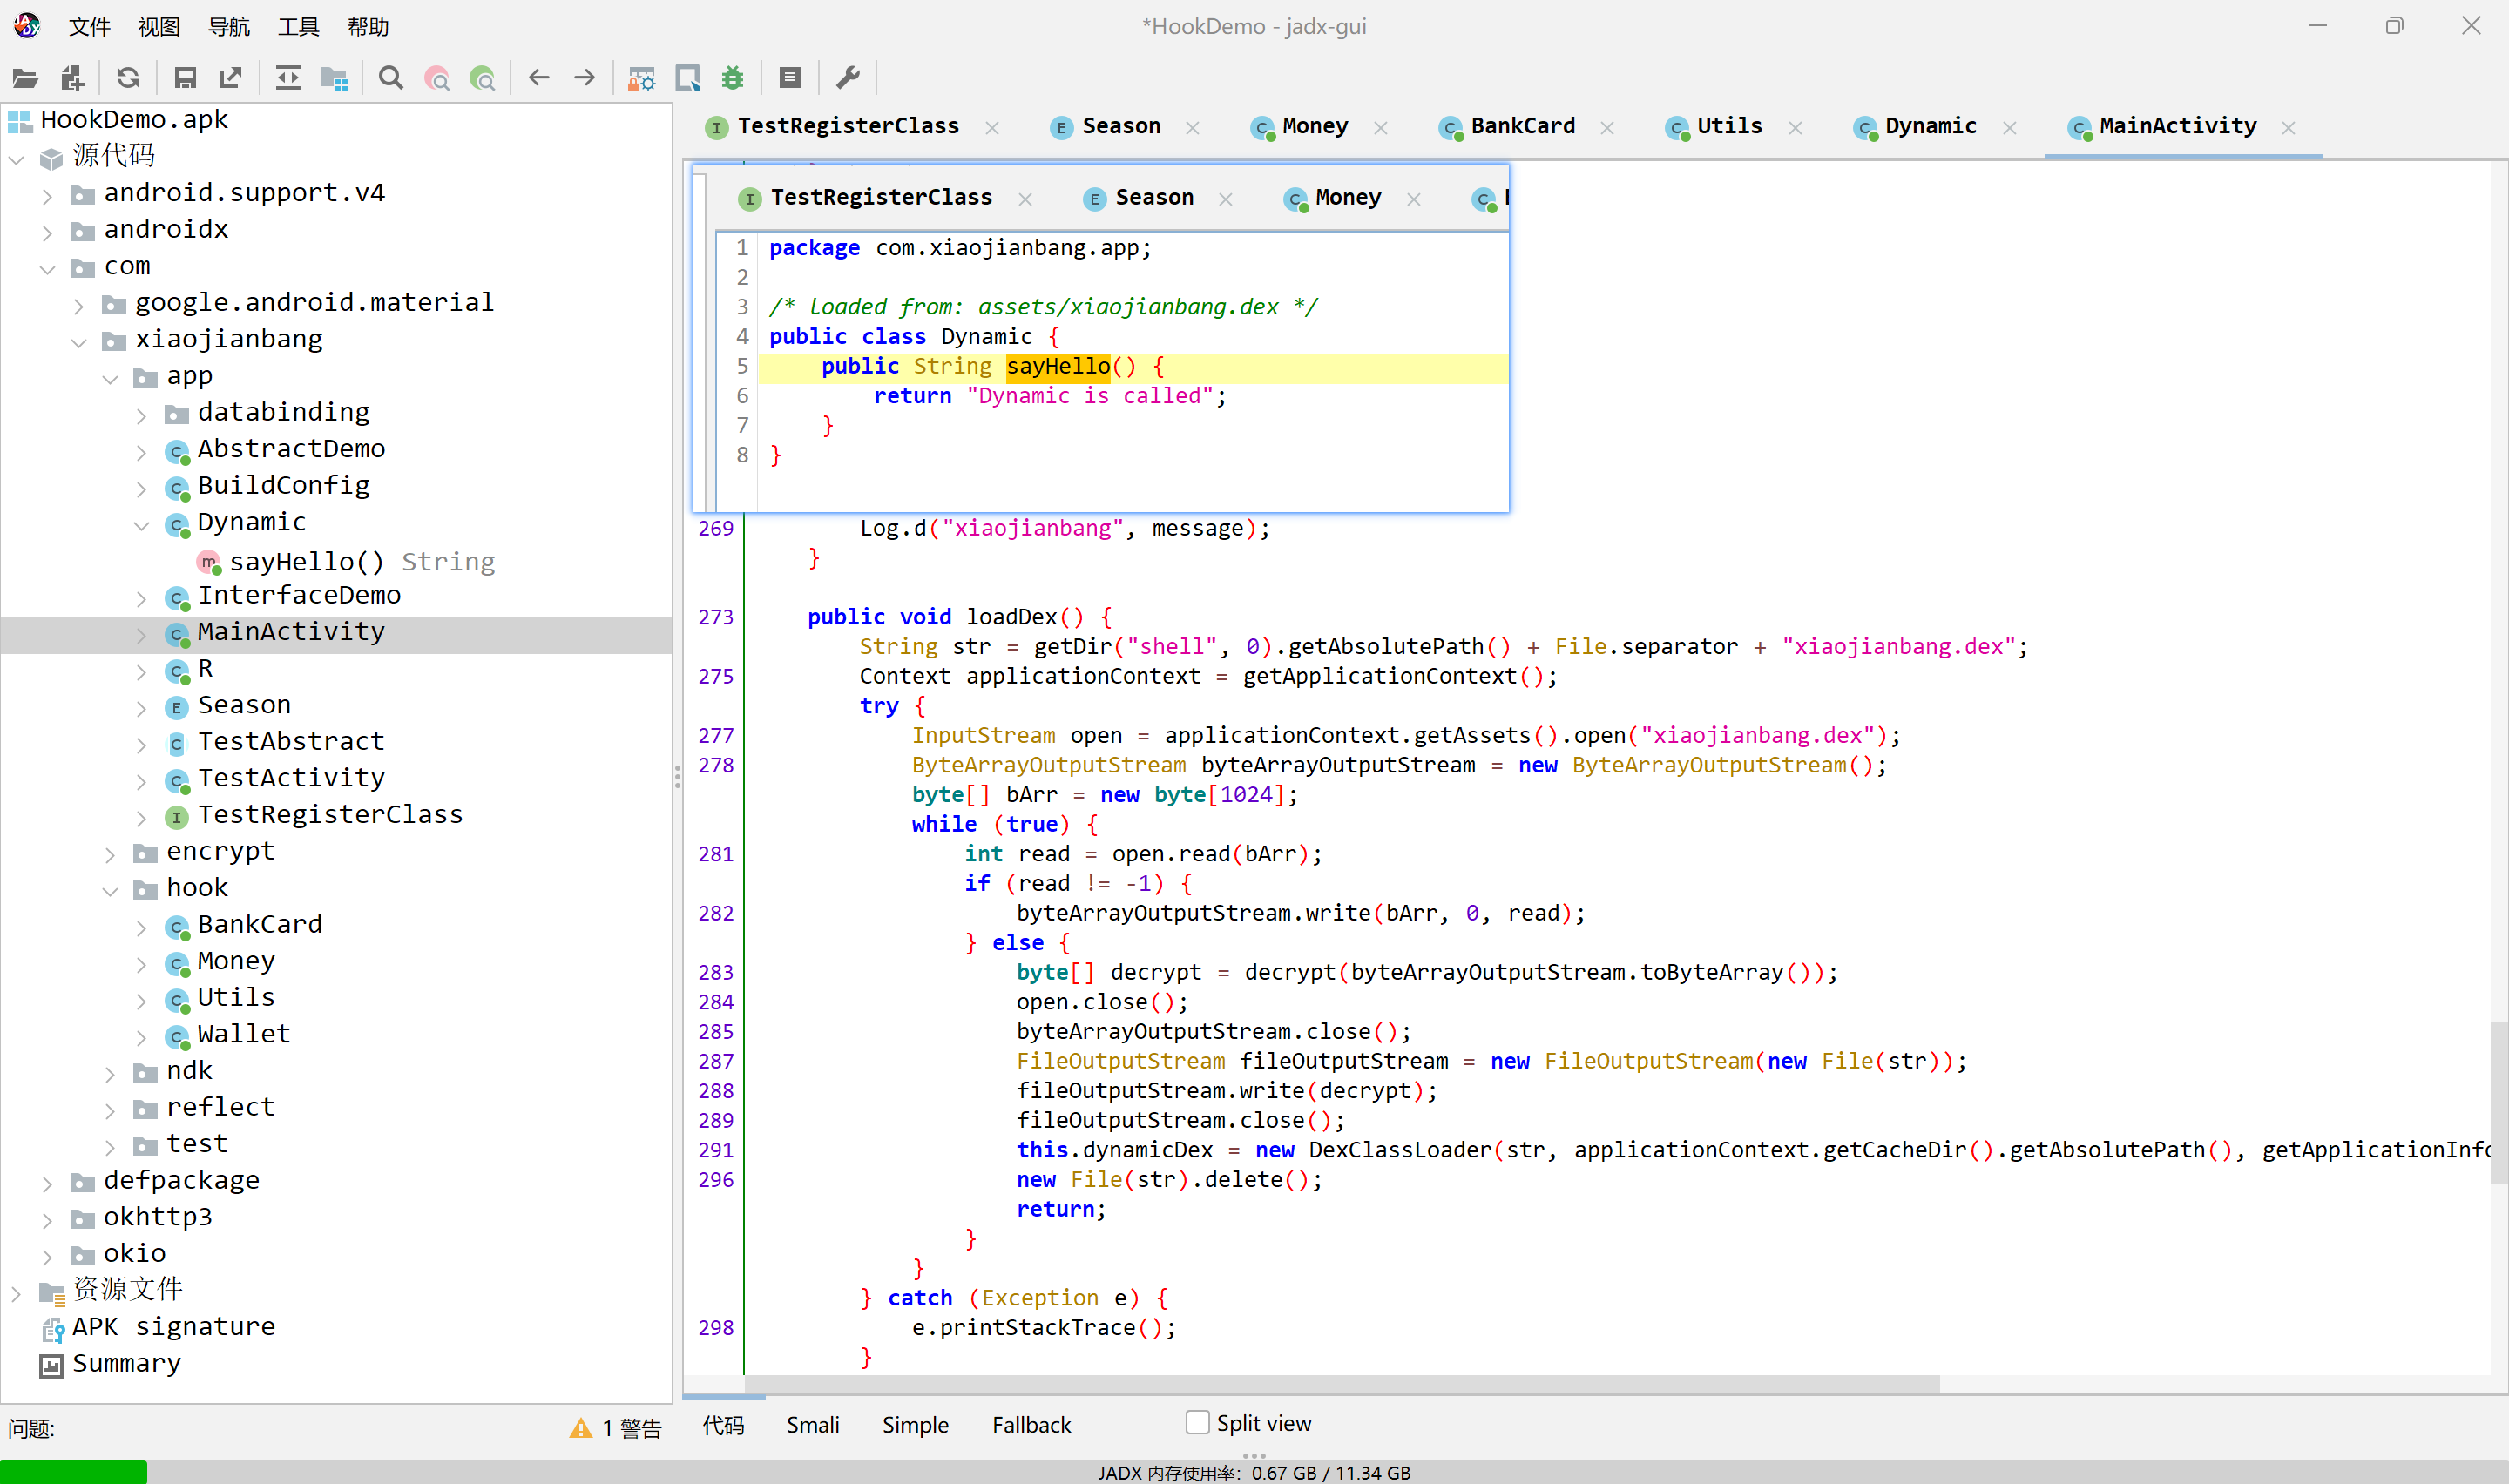 文件 视图 导航 工具 帮助 *HookDemo - jadx-gui
HookDemo.apk
源代码
android.support.v4
androidx
com
google.android.material
xiaojianbang
app
databinding
AbstractDemo
BuildConfig
Dynamic
sayHello() String
InterfaceDemo
MainActivity
R
Season
TestAbstract
TestActivity
TestRegisterClass
encrypt
hook
BankCard
Money
Utils
Wallet
ndk
reflect
test
defpackage
okhttp3
okio
资源文件
APK signature
Summary
问题: 1 警告
TestRegisterClass Season Money BankCard Utils Dynamic MainActivity
TestRegisterClass Season Money
1 package com.xiaojianbang.app;
2
3 /* loaded from: assets/xiaojianbang.dex */
4 public class Dynamic {
5 public String sayHello() {
6 return "Dynamic is called";
7 }
8 }
269 Log.d("xiaojianbang", message);
}
273 public void loadDex() {
String str = getDir("shell", 0).getAbsolutePath() + File.separator + "xiaojianbang.dex";
275 Context applicationContext = getApplicationContext();
try {
277 InputStream open = applicationContext.getAssets().open("xiaojianbang.dex");
278 ByteArrayOutputStream byteArrayOutputStream = new ByteArrayOutputStream();
byte[] bArr = new byte[1024];
while (true) {
281 int read = open.read(bArr);
if (read != -1) {
282 byteArrayOutputStream.write(bArr, 0, read);
} else {
283 byte[] decrypt = decrypt(byteArrayOutputStream.toByteArray());
284 open.close();
285 byteArrayOutputStream.close();
287 FileOutputStream fileOutputStream = new FileOutputStream(new File(str));
288 fileOutputStream.write(decrypt);
289 fileOutputStream.close();
291 this.dynamicDex = new DexClassLoader(str, applicationContext.getCacheDir().getAbsolutePath(), getApplicationInfo
296 new File(str).delete();
return;
}
}
} catch (Exception e) {
298 e.printStackTrace();
}
代码 Smali Simple Fallback Split view
JADX 内存使用率: 0.67 GB / 11.34 GB